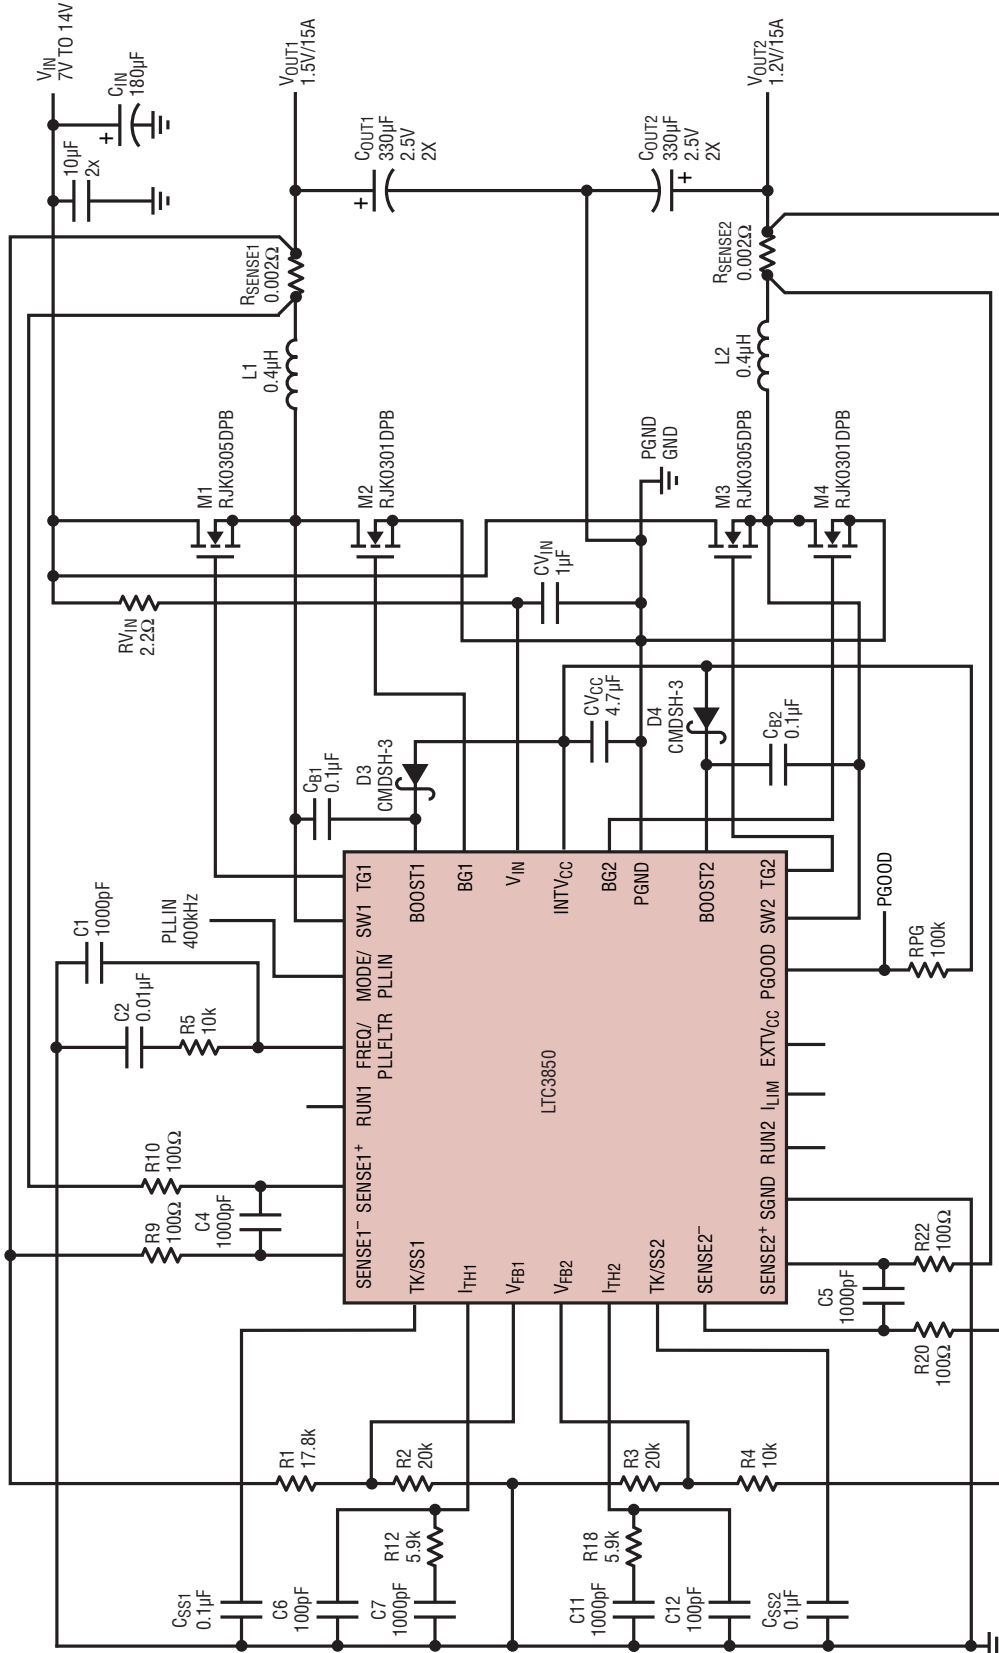 VIN
7V TO 14V
CIN
180µF
+
10µF
2x
VOUT1
1.5V/15A
COUT1
330µF
2.5V
2X
+
COUT2
330µF
2.5V
2X
+
VOUT2
1.2V/15A
RSENSE1
0.002Ω
RSENSE2
0.002Ω
L1
0.4µH
L2
0.4µH
M1
RJK0305DPB
M2
RJK0301DPB
PGND
GND
M3
RJK0305DPB
M4
RJK0301DPB
RVIN
2.2Ω
CVIN
1µF
CB1
0.1µF
D3
CMDSH-3
CVCC
4.7µF
D4
CMDSH-3
CB2
0.1µF
C1
1000pF
PLLIN
400kHz
C2
0.01µF
R5
10k
R10
100Ω
R9
100Ω
C4
1000pF
TG1
SW1
MODE/
PLLIN
FREQ/
PLLFLTR
RUN1
SENSE1+
SENSE1–
BOOST1
BG1
VIN
INTVCC
BG2
PGND
BOOST2
LTC3850
TG2
SW2
PGOOD
EXTVCC
ILIM
RUN2
SGND
SENSE2+
TK/SS1
ITH1
VFB1
VFB2
ITH2
TK/SS2
SENSE2–
PGOOD
RPG
100k
C5
1000pF
R22
100Ω
R20
100Ω
R1
17.8k
R2
20k
R3
20k
R4
10k
R12
5.9k
R18
5.9k
CSS1
0.1µF
C6
100pF
C7
1000pF
C11
1000pF
C12
100pF
CSS2
0.1µF